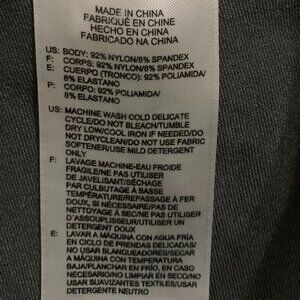 MADE IN CHINA
FABRIQUÉ EN CHINE
HECHO EN CHINA
FABRICADO NA CHINA
US: BODY: 92% NYLON/8% SPANDEX
F: CORPS: 92% NYLON/8% SPANDEX
E: CUERPO (TRONCO): 92% POLIAMIDA/
8% ELASTANO
P: CORPO: 92% POLIAMIDA/
8% ELASTANO
US: MACHINE WASH COLD DELICATE
CYCLE/DO NOT BLEACH/TUMBLE
DRY LOW/COOL IRON IF NEEDED/DO
NOT DRYCLEAN/DO NOT USE FABRIC
SOFTENER/USE MILD DETERGENT
ONLY
F: LAVAGE MACHINE-EAU FROIDE
FRAGILE/NE PAS UTILISER
DE JAVELISANT/SÉCHAGE
PAR CULBUTAGE À BASSE
TEMPÉRATURE/REPASSAGE À FER
DOUX, SI NÉCESSAIRE/PAS DE
NETTOYAGE À SEC/NE PAS UTILISER
D'ASSOUPLISSEUR/UTILISER UN
DETERGENT DOUX
E: LAVAR A MÁQUINA CON AGUA FRÍA
EN CICLO DE PRENDAS DELICADAS/
NO USAR BLANQUEADORES/SECAR
A MÁQUINA CON TEMPERATURA
BAJA/PLANCHAR EN FRÍO, EN CASO
NECESARIO/NO LIMPIAR EN SECO/NO
USAR SUAVIZANTES TEXTILES/USAR
DETERGENTE NEUTRO